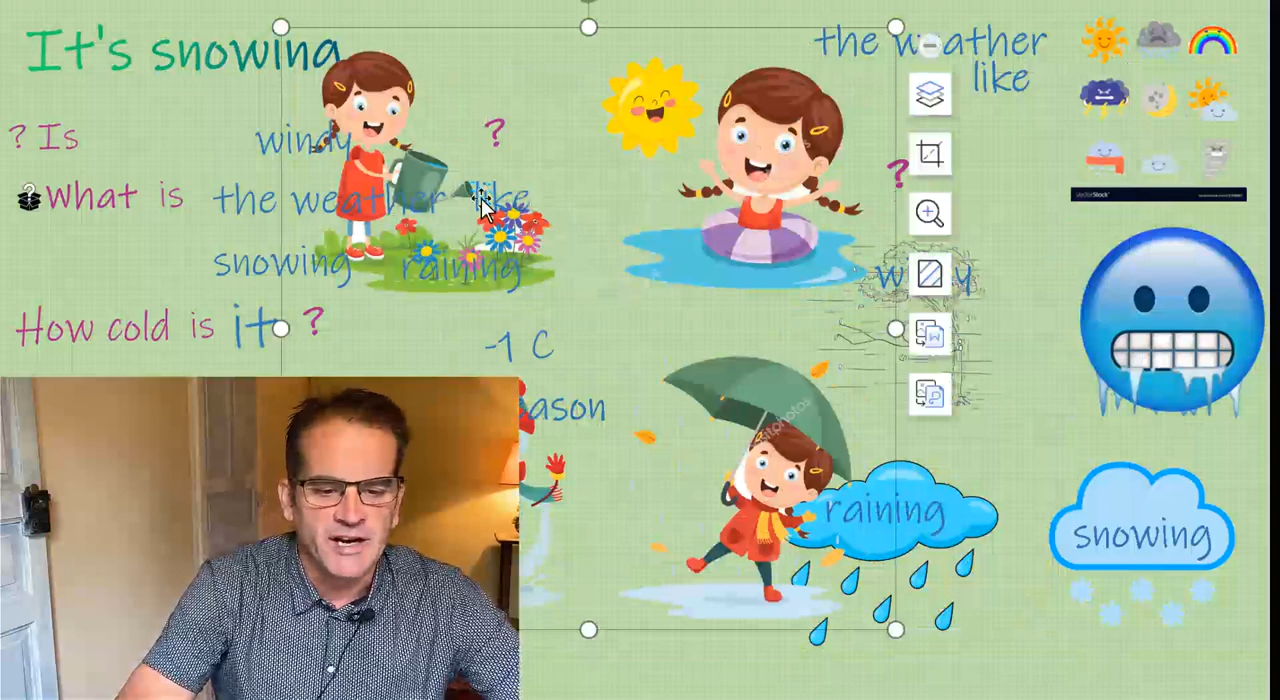 It's snowing
the weather
like
? Is windy ?
?
What is the weather like
snowing raining
How cold is it ?
-1 C
raining
snowing
VectorStock